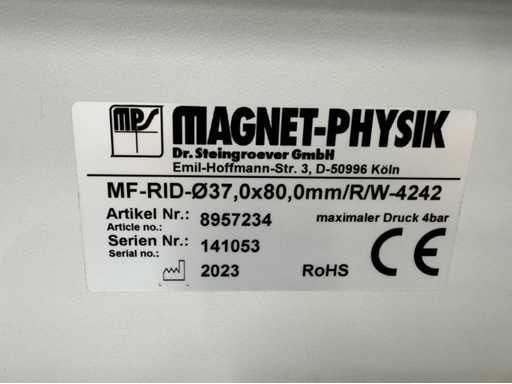 MPS MAGNET-PHYSIK
Dr. Steingroever GmbH
Emil-Hoffmann-Str. 3, D-50996 Köln
MF-RID-Ø37,0x80,0mm/R/W-4242
Artikel Nr.: 8957234 maximaler Druck 4bar
Article no.:
Serien Nr.: 141053
Serial no.:
2023 RoHS CE